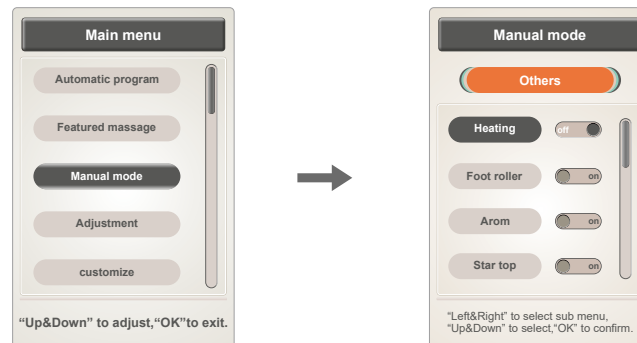 Main menu
Automatic program
Featured massage
Manual mode
Adjustment
customize
“Up&Down” to adjust,“OK”to exit.
Manual mode
Others
Heating off
Foot roller on
Arom on
Star top on
“Left&Right” to select sub menu,
“Up&Down” to select,“OK” to confirm.